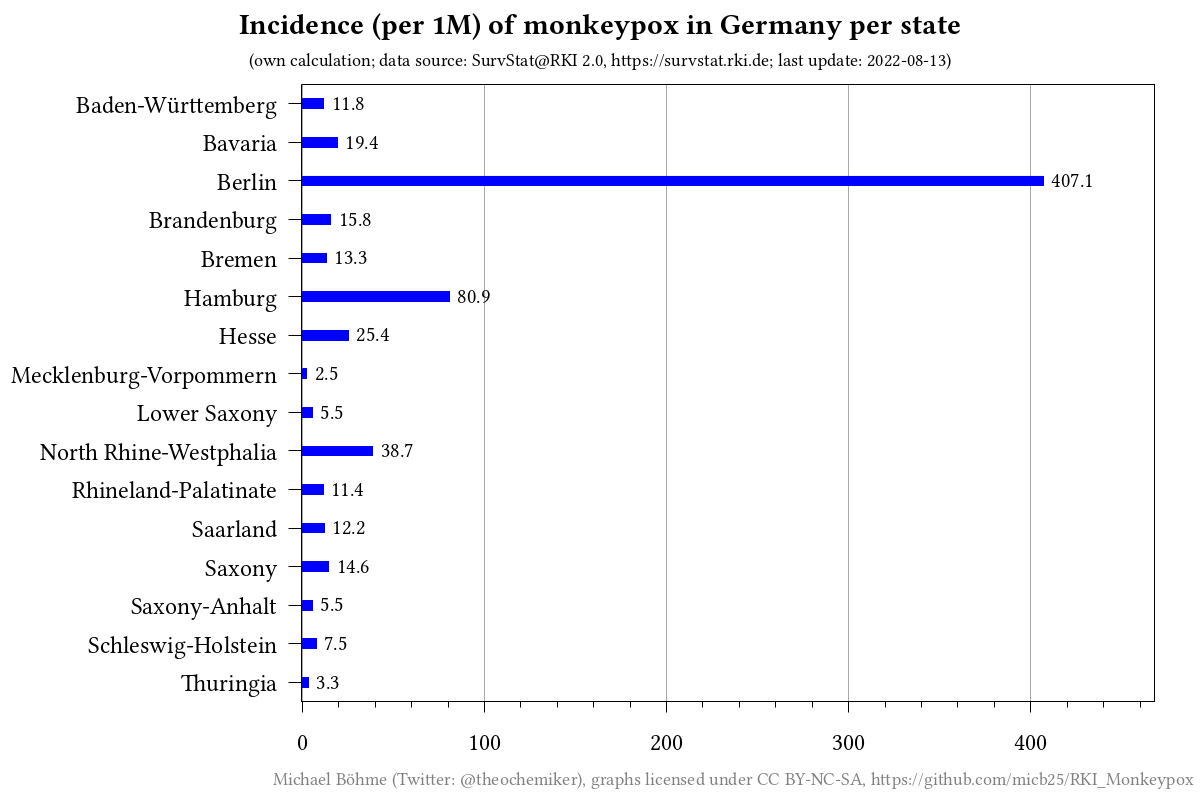 Incidence (per 1M) of monkeypox in Germany per state
(own calculation; data source: SurvStat@RKI 2.0, https://survstat.rki.de; last update: 2022-08-13)
Baden-Württemberg 11.8
Bavaria 19.4
Berlin 407.1
Brandenburg 15.8
Bremen 13.3
Hamburg 80.9
Hesse 25.4
Mecklenburg-Vorpommern 2.5
Lower Saxony 5.5
North Rhine-Westphalia 38.7
Rhineland-Palatinate 11.4
Saarland 12.2
Saxony 14.6
Saxony-Anhalt 5.5
Schleswig-Holstein 7.5
Thuringia 3.3
0 100 200 300 400
Michael Böhme (Twitter: @theochemiker), graphs licensed under CC BY-NC-SA, https://github.com/micb25/RKI_Monkeypox